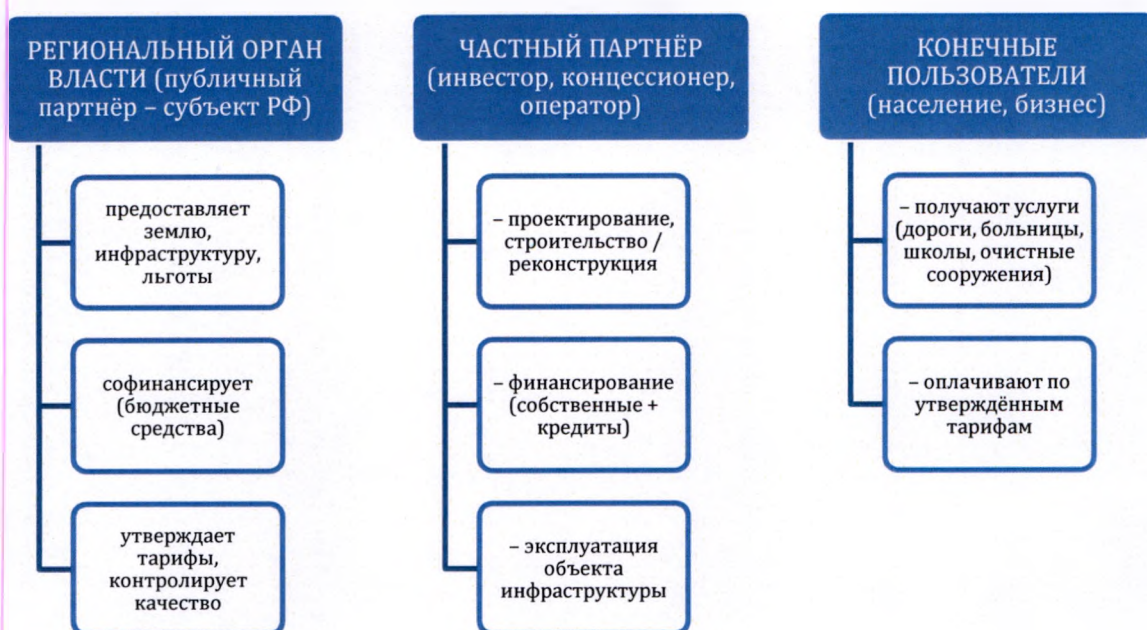 РЕГИОНАЛЬНЫЙ ОРГАН
ВЛАСТИ (публичный
партнёр – субъект РФ)
предоставляет
землю,
инфраструктуру,
льготы
софинансирует
(бюджетные
средства)
утверждает
тарифы,
контролирует
качество
ЧАСТНЫЙ ПАРТНЁР
(инвестор, концессионер,
оператор)
– проектирование,
строительство /
реконструкция
– финансирование
(собственные +
кредиты)
– эксплуатация
объекта
инфраструктуры
КОНЕЧНЫЕ
ПОЛЬЗОВАТЕЛИ
(население, бизнес)
– получают услуги
(дороги, больницы,
школы, очистные
сооружения)
– оплачивают по
утверждённым
тарифам